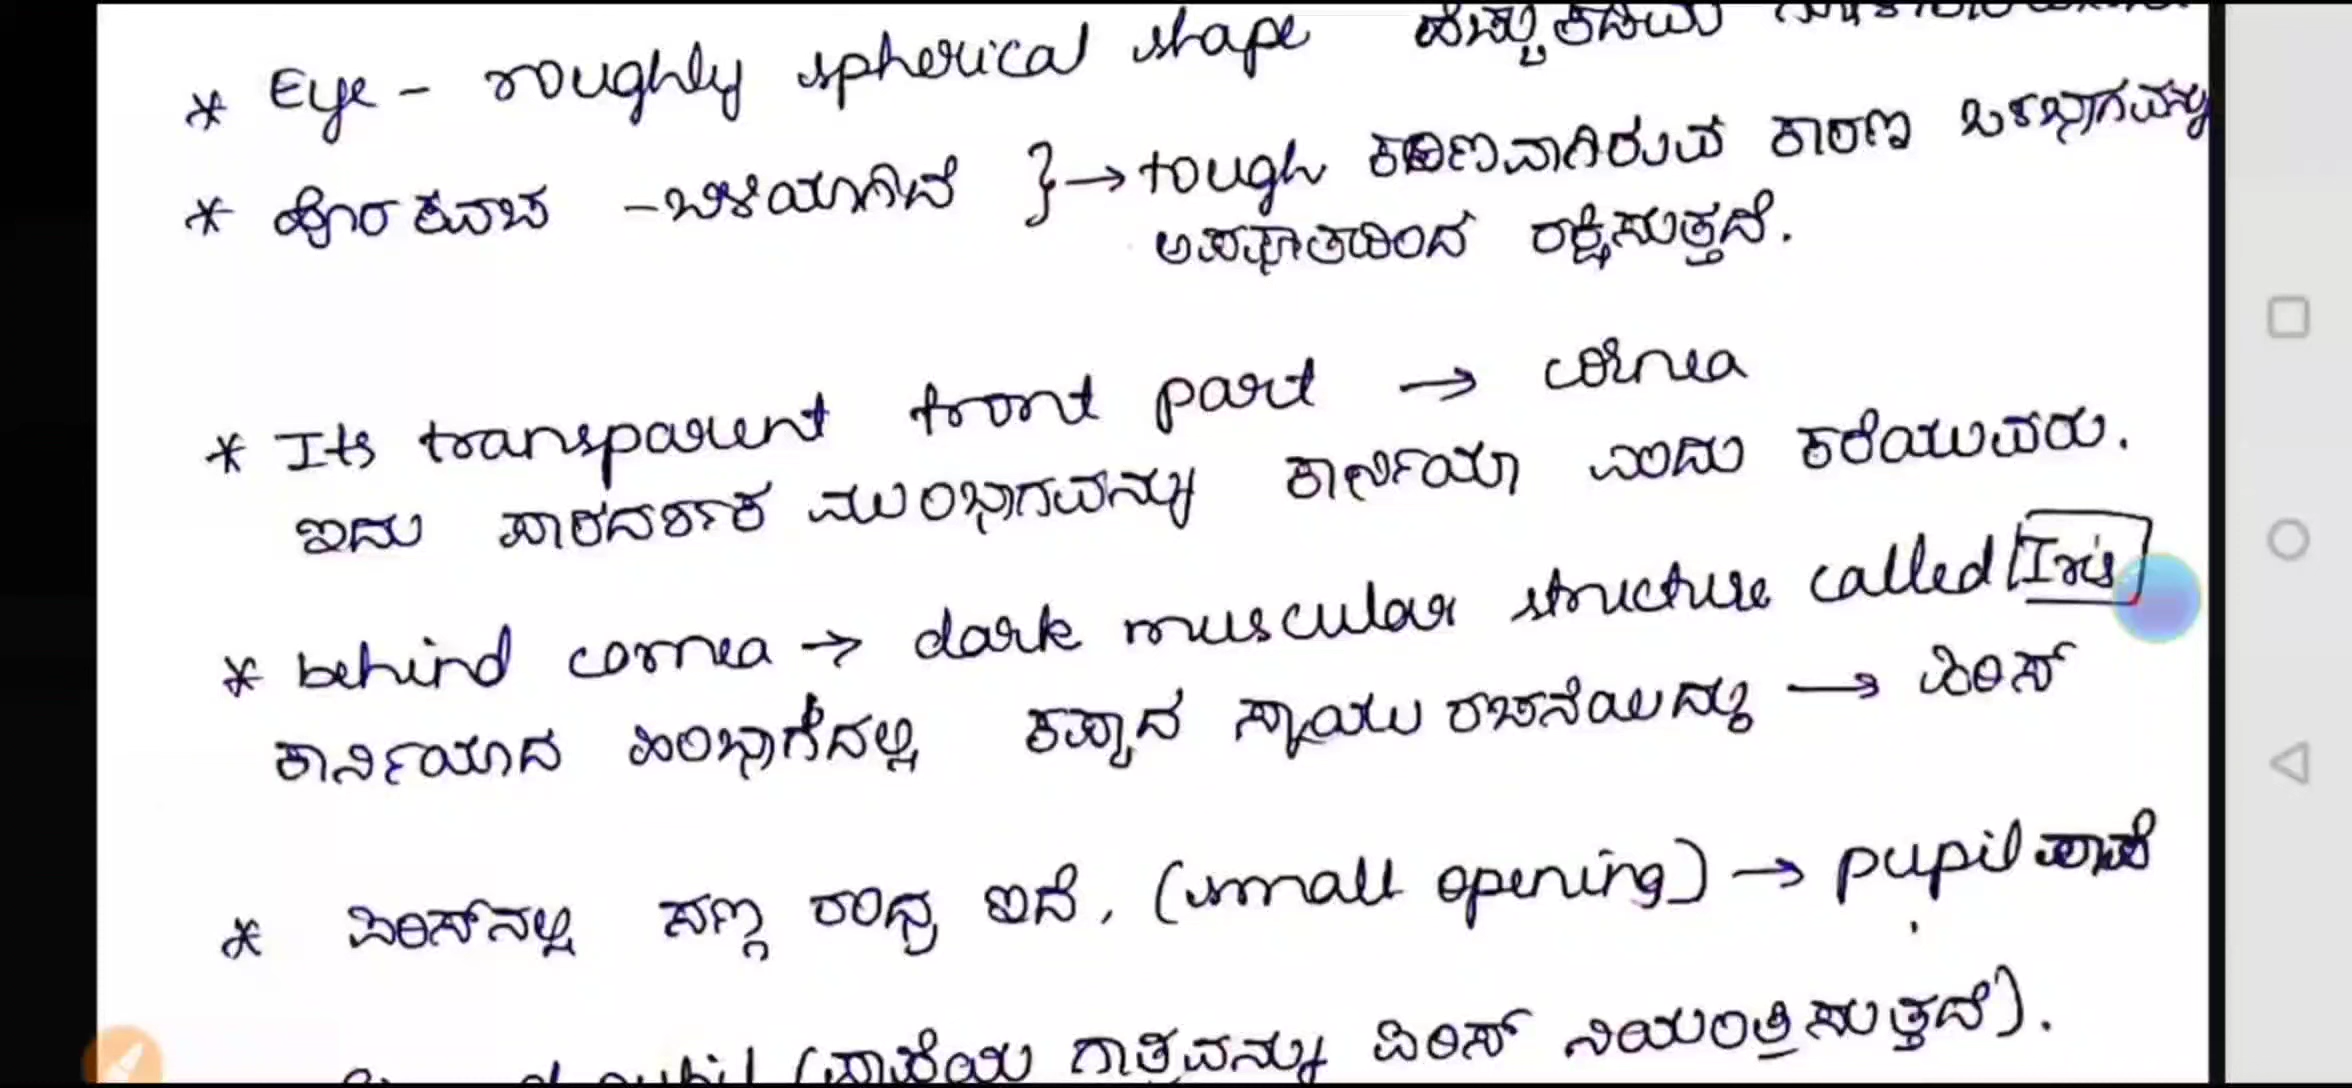 * Eye - roughly spherical shape ಹೆಚ್ಚು ಕಡಿಮೆ
* ಹೊರ ಕವಚ - ಬಿಳಿಯಾಗಿದೆ } → tough ಕಠಿಣವಾಗಿರುವ ಕಾರಣ ಒಳಭಾಗವನ್ನು
ಅಪಘಾತದಿಂದ ರಕ್ಷಿಸುತ್ತದೆ.
* Its transparent front part → cornea
ಇದು ಪಾರದರ್ಶಕ ಮುಂಭಾಗವನ್ನು ಕಾರ್ನಿಯಾ ಎಂದು ಕರೆಯುವರು.
* behind cornea → dark muscular structure called Iris
ಕಾರ್ನಿಯಾದ ಹಿಂಭಾಗದಲ್ಲಿ ಕಪ್ಪಾದ ಸ್ನಾಯು ರಚನೆಯಿದ್ದು → ಐರಿಸ್
* ಐರಿಸ್‌ನಲ್ಲಿ ಸಣ್ಣ ರಂಧ್ರ ಇದೆ, (small opening) → pupil ಪಾಪೆ
pupil (ಪಾಪೆಯ ಗಾತ್ರವನ್ನು ಐರಿಸ್ ನಿಯಂತ್ರಿಸುತ್ತದೆ).